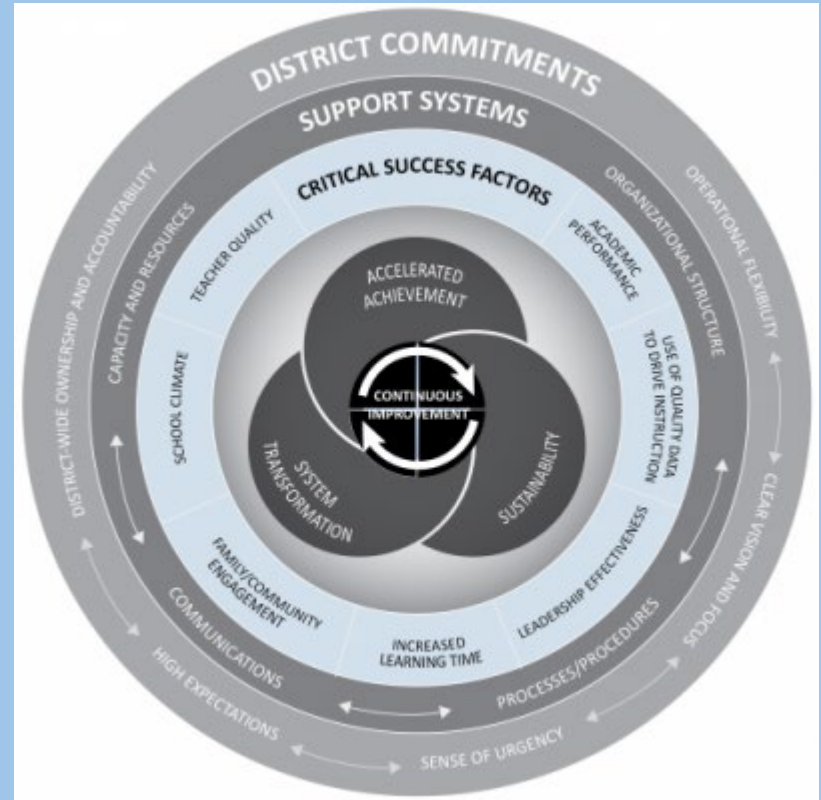 DISTRICT COMMITMENTS
OPERATIONAL FLEXIBILITY
CLEAR VISION AND FOCUS
SENSE OF URGENCY
HIGH EXPECTATIONS
DISTRICT-WIDE OWNERSHIP AND ACCOUNTABILITY
SUPPORT SYSTEMS
ORGANIZATIONAL STRUCTURE
PROCESSES/PROCEDURES
COMMUNICATIONS
CAPACITY AND RESOURCES
CRITICAL SUCCESS FACTORS
ACADEMIC
PERFORMANCE
USE OF QUALITY DATA
TO DRIVE INSTRUCTION
LEADERSHIP EFFECTIVENESS
INCREASED
LEARNING TIME
FAMILY/COMMUNITY
ENGAGEMENT
SCHOOL CLIMATE
TEACHER QUALITY
ACCELERATED
ACHIEVEMENT
SUSTAINABILITY
SYSTEM
TRANSFORMATION
CONTINUOUS
IMPROVEMENT